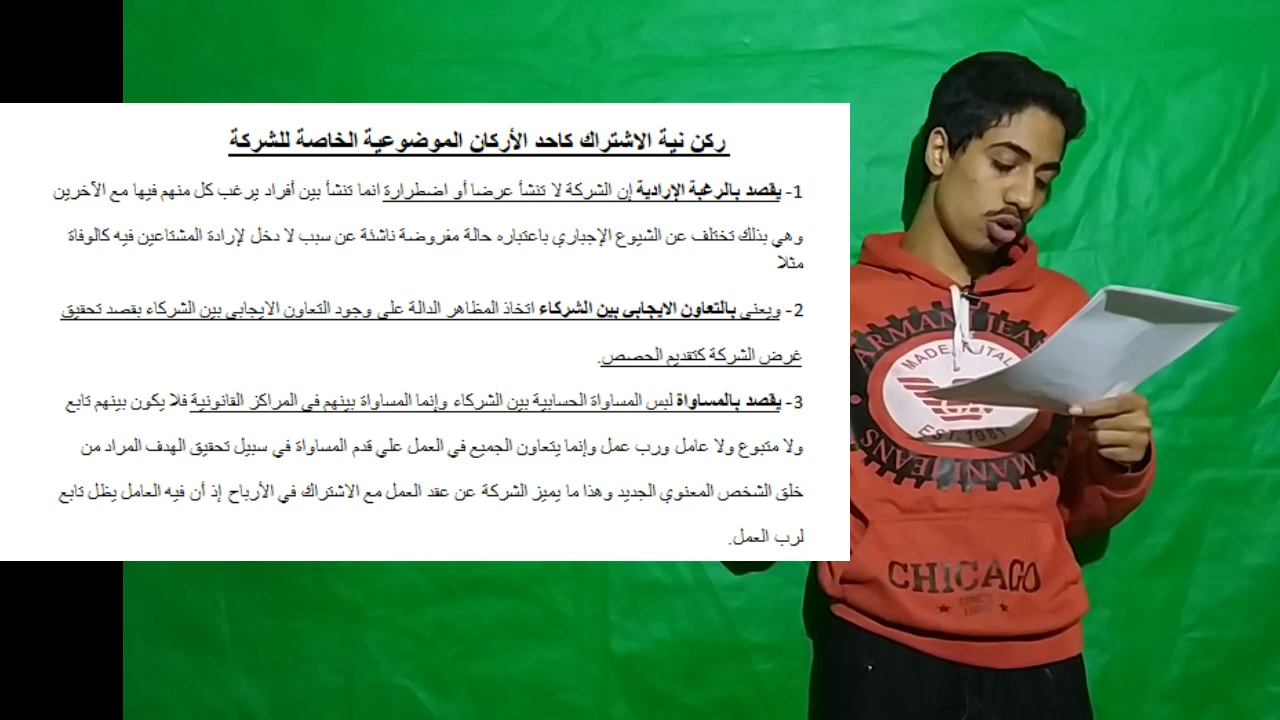 ركن نية الاشتراك كاحد الأركان الموضوعية الخاصة للشركة
1- يقصد بالرغبة الإرادية إن الشركة لا تنشأ عرضا أو اضطرارة انما تنشأ بين أفراد يرغب كل منهم فيها مع الآخرين
وهي بذلك تختلف عن الشيوع الإجباري باعتباره حالة مفروضة ناشئة عن سبب لا دخل لإرادة المشتاعين فيه كالوفاة
مثلا
2- ويعنى بالتعاون الايجابي بين الشركاء اتخاذ المظاهر الدالة على وجود التعاون الايجابي بين الشركاء بقصد تحقيق
غرض الشركة كتقديم الحصص.
3- يقصد بالمساواة ليس المساواة الحسابية بين الشركاء وإنما المساواة بينهم في المراكز القانونية فلا يكون بينهم تابع
ولا متبوع ولا عامل ورب عمل وإنما يتعاون الجميع في العمل علي قدم المساواة في سبيل تحقيق الهدف المراد من
خلق الشخص المعنوي الجديد وهذا ما يميز الشركة عن عقد العمل مع الاشتراك في الأرباح إذ أن فيه العامل يظل تابع
لرب العمل.
ARMANI JEANS
MADE ITAL
EST. 1981
MANI JEANS
CHICAGO
SINCE